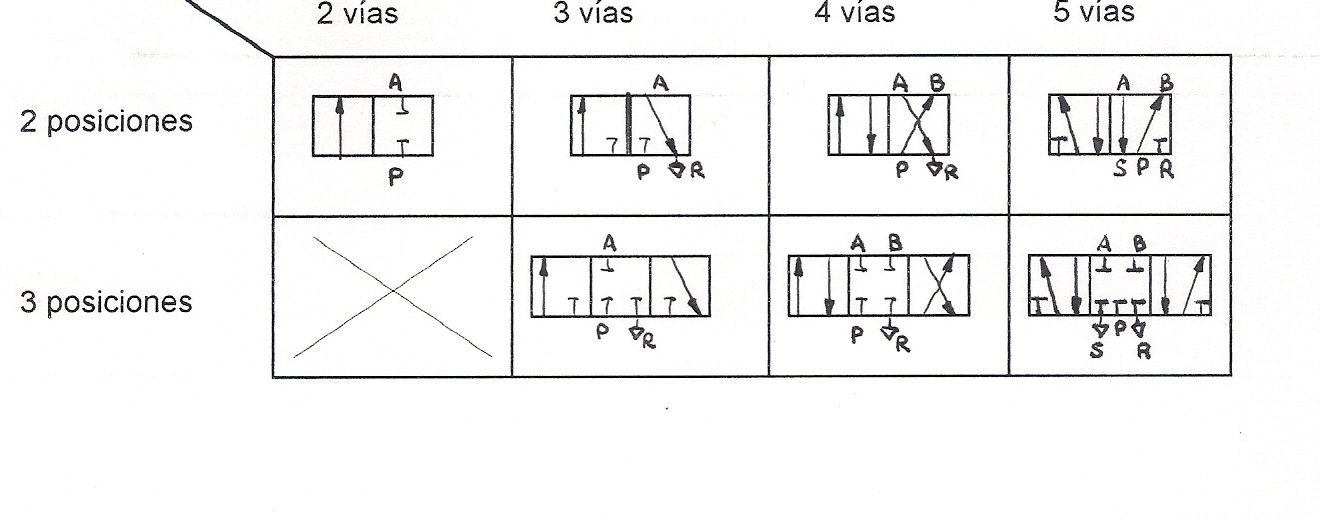 2 vías 3 vías 4 vías 5 vías
A A A B A B
2 posiciones
P P R P R S P R
A A B A B
3 posiciones
P R P R P
S R